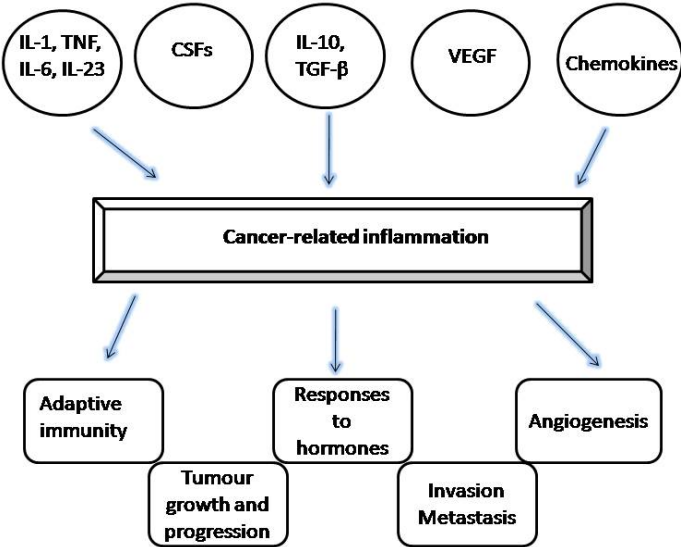 IL-1, TNF,
IL-6, IL-23
CSFs
IL-10,
TGF-β
VEGF
Chemokines
Cancer-related inflammation
Adaptive
immunity
Responses
to
hormones
Angiogenesis
Tumour
growth and
progression
Invasion
Metastasis